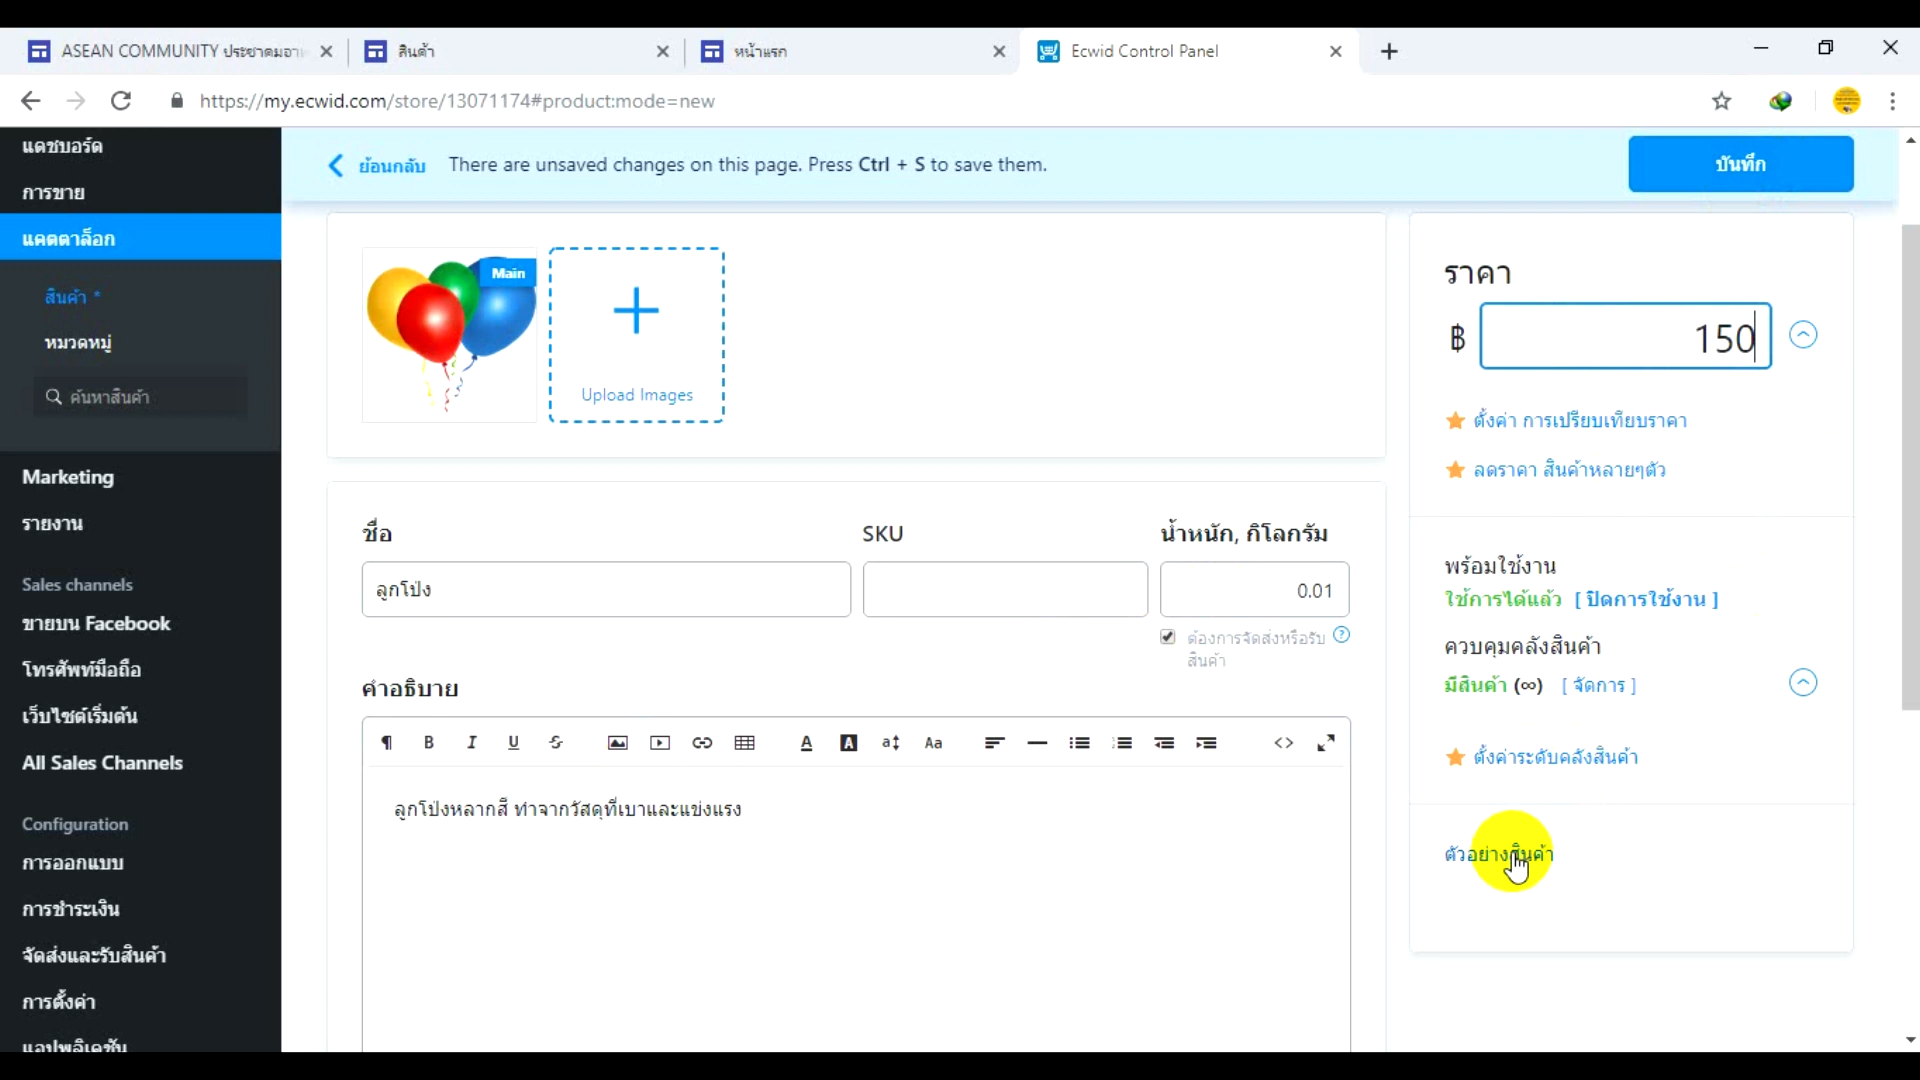 ASEAN COMMUNITY ประชาคมอา
สินค้า
หน้าแรก
Ecwid Control Panel
https://my.ecwid.com/store/13071174#product:mode=new
แดชบอร์ด
การขาย
แคตตาล็อก
สินค้า *
หมวดหมู่
ค้นหาสินค้า
Marketing
รายงาน
Sales channels
ขายบน Facebook
โทรศัพท์มือถือ
เว็บไซต์เริ่มต้น
All Sales Channels
Configuration
การออกแบบ
การชำระเงิน
จัดส่งและรับสินค้า
การตั้งค่า
แอปพลิเคชัน
ย้อนกลับ There are unsaved changes on this page. Press Ctrl + S to save them.
บันทึก
Main
Upload Images
ชื่อ SKU น้ำหนัก, กิโลกรัม
ลูกโป่ง 0.01
ต้องการจัดส่งหรือรับ
สินค้า
คำอธิบาย
ลูกโป่งหลากสี ทำจากวัสดุที่เบาและแข่งแรง
ราคา
฿ 150
ตั้งค่า การเปรียบเทียบราคา
ลดราคา สินค้าหลายๆตัว
พร้อมใช้งาน
ใช้การได้แล้ว [ ปิดการใช้งาน ]
ควบคุมคลังสินค้า
มีสินค้า (∞) [ จัดการ ]
ตั้งค่าระดับคลังสินค้า
ตัวอย่างสินค้า